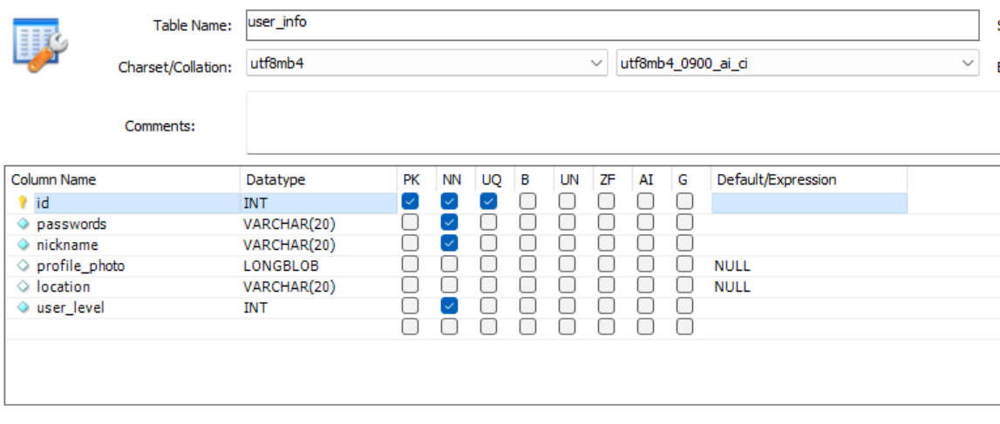 Table Name: user_info
Charset/Collation: utf8mb4 utf8mb4_0900_ai_ci
Comments:
Column Name Datatype PK NN UQ B UN ZF AI G Default/Expression
id INT
passwords VARCHAR(20)
nickname VARCHAR(20)
profile_photo LONGBLOB NULL
location VARCHAR(20) NULL
user_level INT